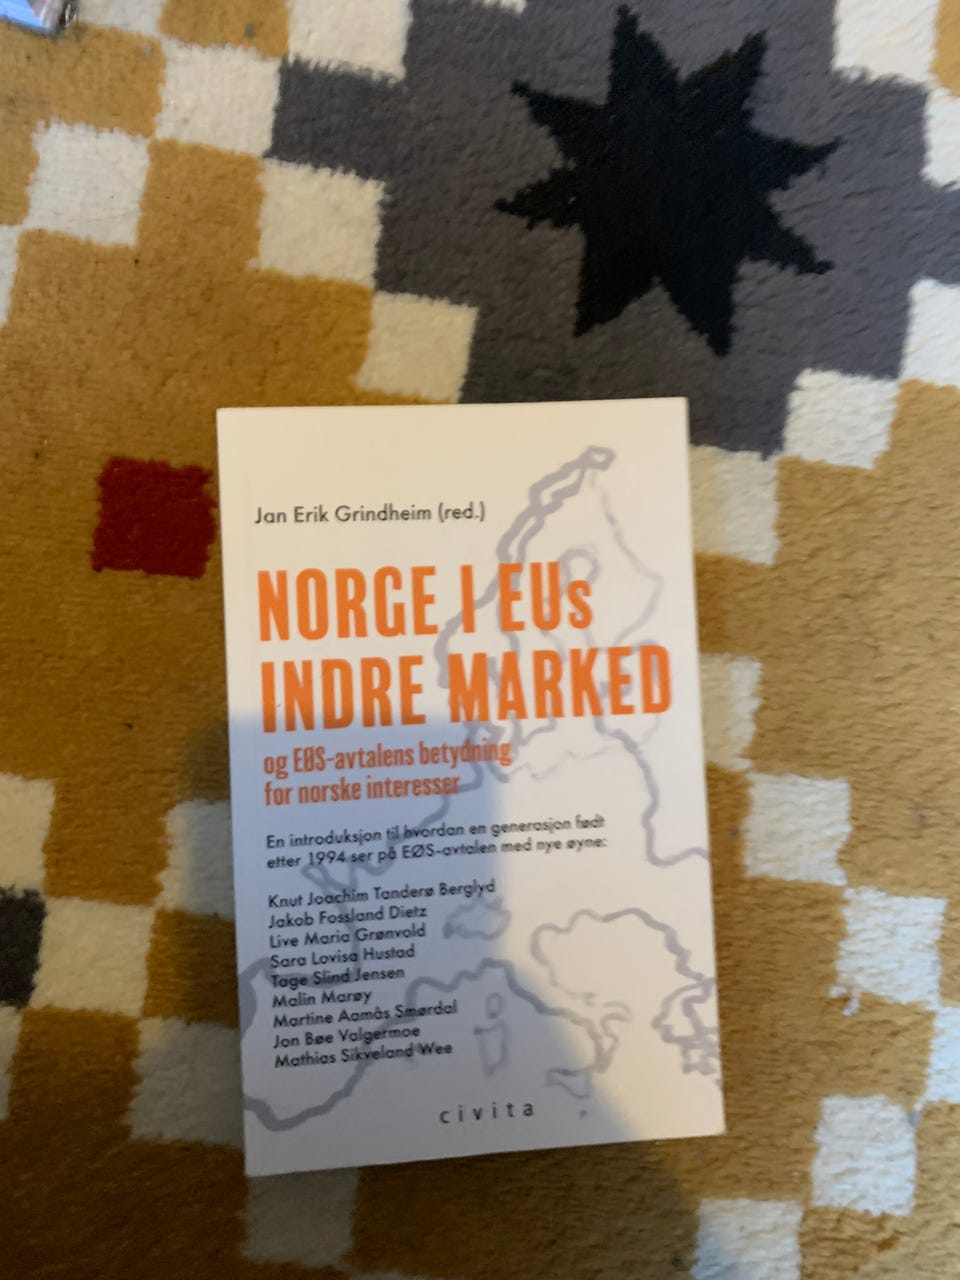 Jan Erik Grindheim (red.)
NORGE I EUs
INDRE MARKED
og EØS-avtalens betydning
for norske interesser
En introduksjon til hvordan en generasjon født
etter 1994 ser på EØS-avtalen med nye øyne:
Knut Joachim Tanderø Berglyd
Jakob Fossland Dietz
Live Maria Grønvold
Sara Lovisa Hustad
Tage Slind Jensen
Malin Marøy
Martine Aamås Smørdal
Jon Bøe Valgermoe
Mathias Sikveland Wee
civita